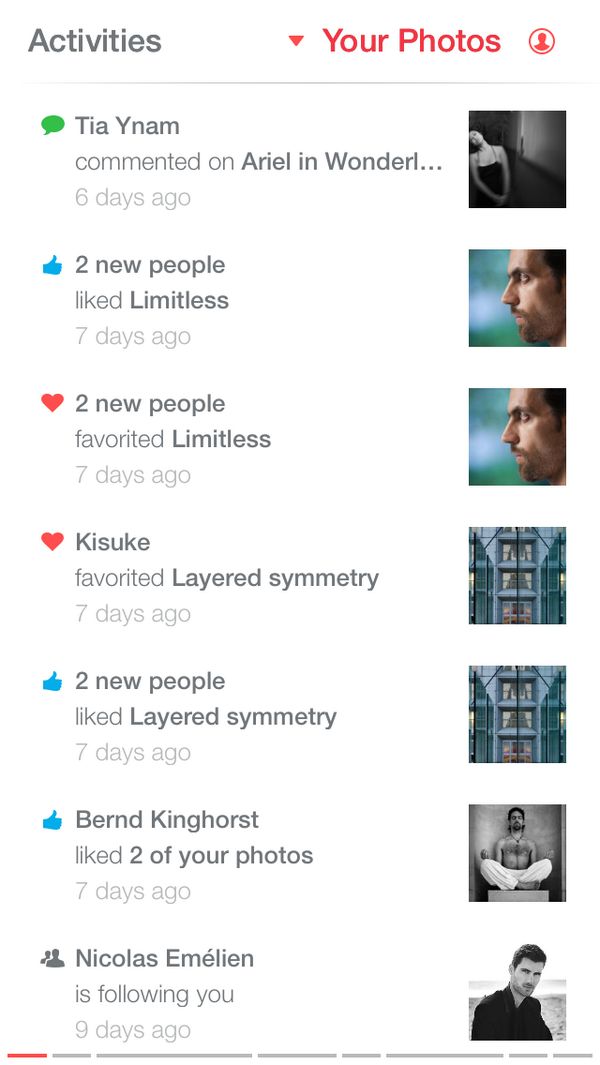 Activities
Your Photos
Tia Ynam
commented on Ariel in Wonderl...
6 days ago
2 new people
liked Limitless
7 days ago
2 new people
favorited Limitless
7 days ago
Kisuke
favorited Layered symmetry
7 days ago
2 new people
liked Layered symmetry
7 days ago
Bernd Kinghorst
liked 2 of your photos
7 days ago
Nicolas Emélien
is following you
9 days ago